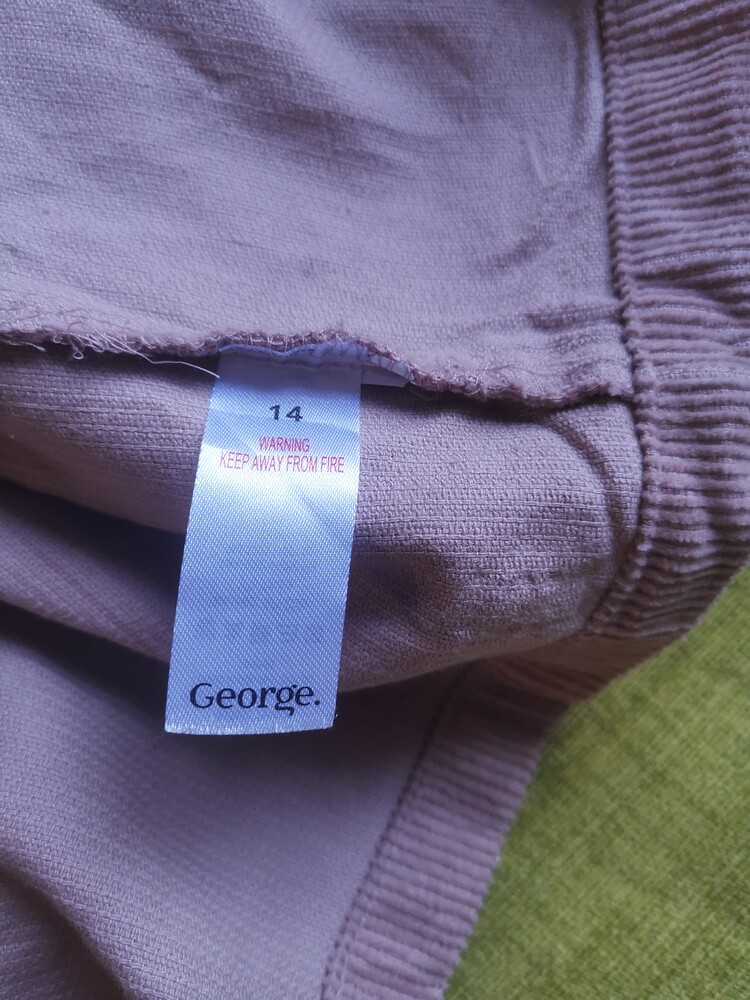 14
WARNING
KEEP AWAY FROM FIRE
George.